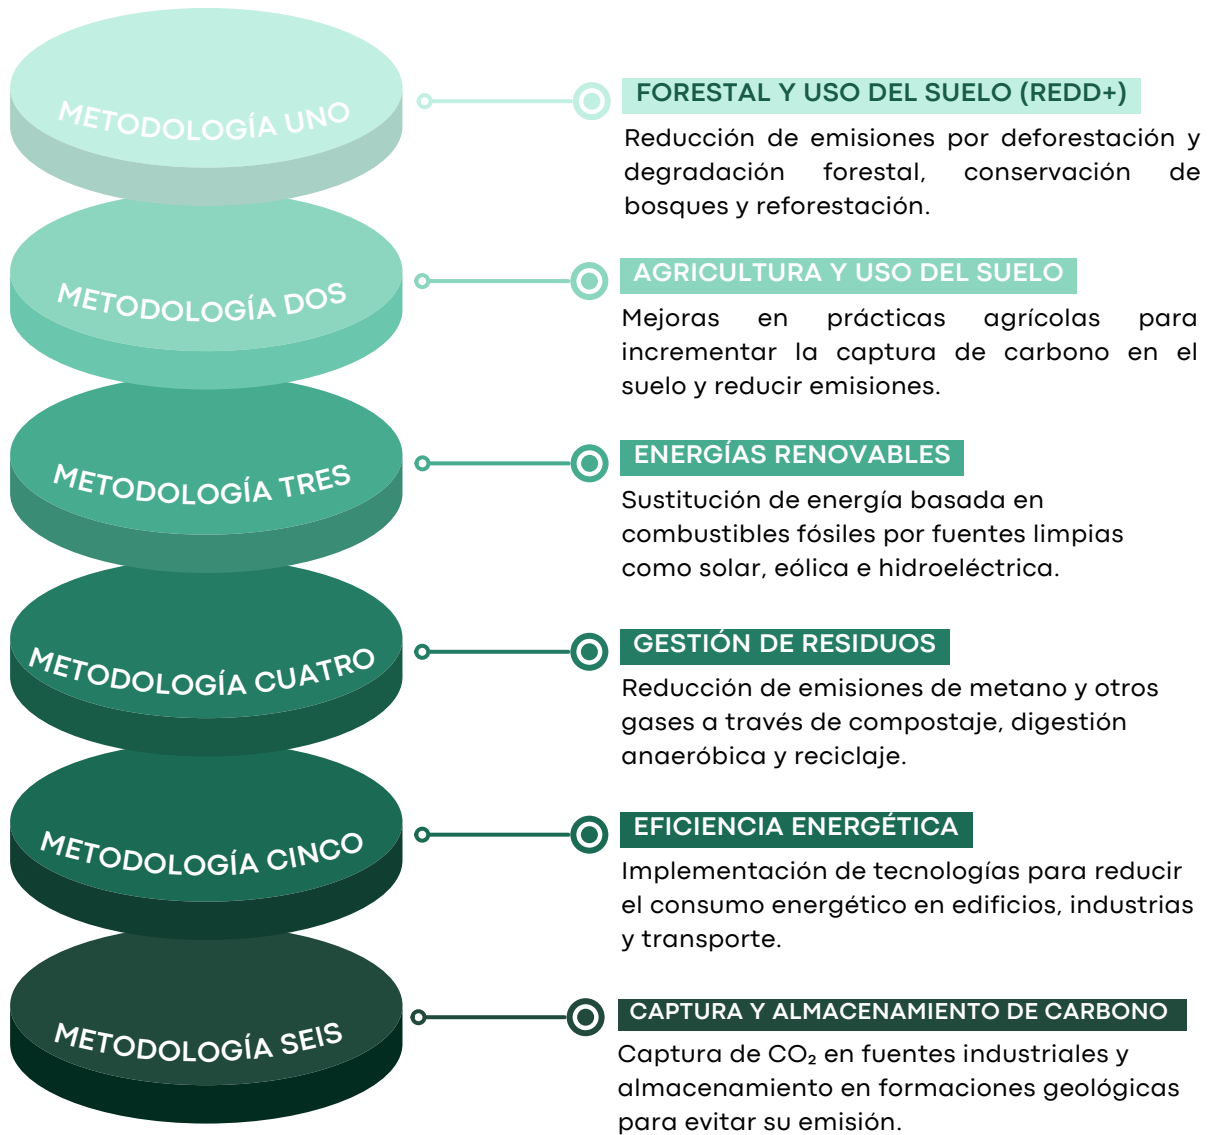 METODOLOGÍA UNO
FORESTAL Y USO DEL SUELO (REDD+)
Reducción de emisiones por deforestación y
degradación forestal, conservación de
bosques y reforestación.
METODOLOGÍA DOS
AGRICULTURA Y USO DEL SUELO
Mejoras en prácticas agrícolas para
incrementar la captura de carbono en el
suelo y reducir emisiones.
METODOLOGÍA TRES
ENERGÍAS RENOVABLES
Sustitución de energía basada en
combustibles fósiles por fuentes limpias
como solar, eólica e hidroeléctrica.
METODOLOGÍA CUATRO
GESTIÓN DE RESIDUOS
Reducción de emisiones de metano y otros
gases a través de compostaje, digestión
anaeróbica y reciclaje.
METODOLOGÍA CINCO
EFICIENCIA ENERGÉTICA
Implementación de tecnologías para reducir
el consumo energético en edificios, industrias
y transporte.
METODOLOGÍA SEIS
CAPTURA Y ALMACENAMIENTO DE CARBONO
Captura de CO₂ en fuentes industriales y
almacenamiento en formaciones geológicas
para evitar su emisión.